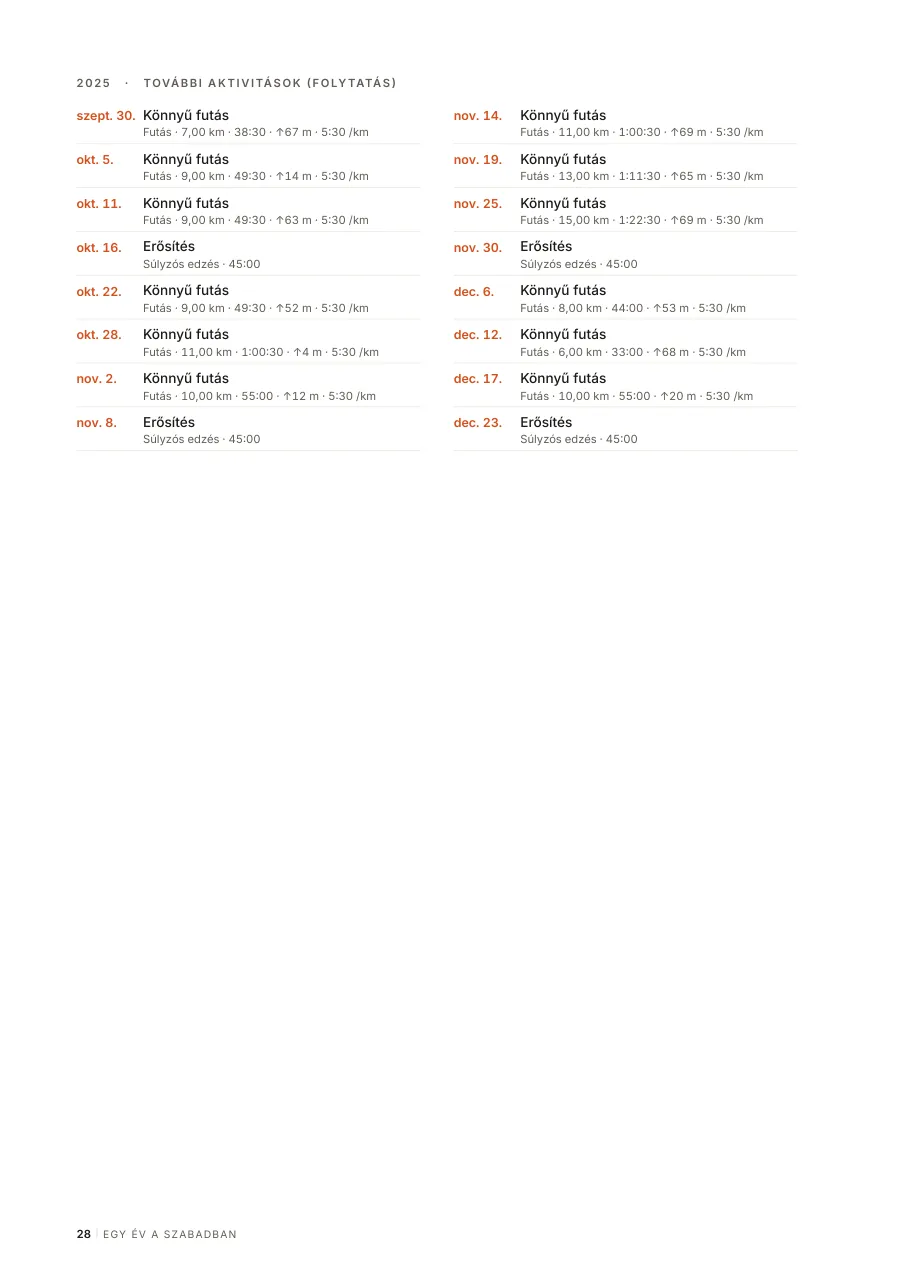 2025 · TOVÁBBI AKTIVITÁSOK (FOLYTATÁS)
szept. 30. Könnyű futás
Futás · 7,00 km · 38:30 · ↑67 m · 5:30 /km
okt. 5. Könnyű futás
Futás · 9,00 km · 49:30 · ↑14 m · 5:30 /km
okt. 11. Könnyű futás
Futás · 9,00 km · 49:30 · ↑63 m · 5:30 /km
okt. 16. Erősítés
Súlyzós edzés · 45:00
okt. 22. Könnyű futás
Futás · 9,00 km · 49:30 · ↑52 m · 5:30 /km
okt. 28. Könnyű futás
Futás · 11,00 km · 1:00:30 · ↑4 m · 5:30 /km
nov. 2. Könnyű futás
Futás · 10,00 km · 55:00 · ↑12 m · 5:30 /km
nov. 8. Erősítés
Súlyzós edzés · 45:00
nov. 14. Könnyű futás
Futás · 11,00 km · 1:00:30 · ↑69 m · 5:30 /km
nov. 19. Könnyű futás
Futás · 13,00 km · 1:11:30 · ↑65 m · 5:30 /km
nov. 25. Könnyű futás
Futás · 15,00 km · 1:22:30 · ↑69 m · 5:30 /km
nov. 30. Erősítés
Súlyzós edzés · 45:00
dec. 6. Könnyű futás
Futás · 8,00 km · 44:00 · ↑53 m · 5:30 /km
dec. 12. Könnyű futás
Futás · 6,00 km · 33:00 · ↑68 m · 5:30 /km
dec. 17. Könnyű futás
Futás · 10,00 km · 55:00 · ↑20 m · 5:30 /km
dec. 23. Erősítés
Súlyzós edzés · 45:00
28 EGY ÉV A SZABADBAN